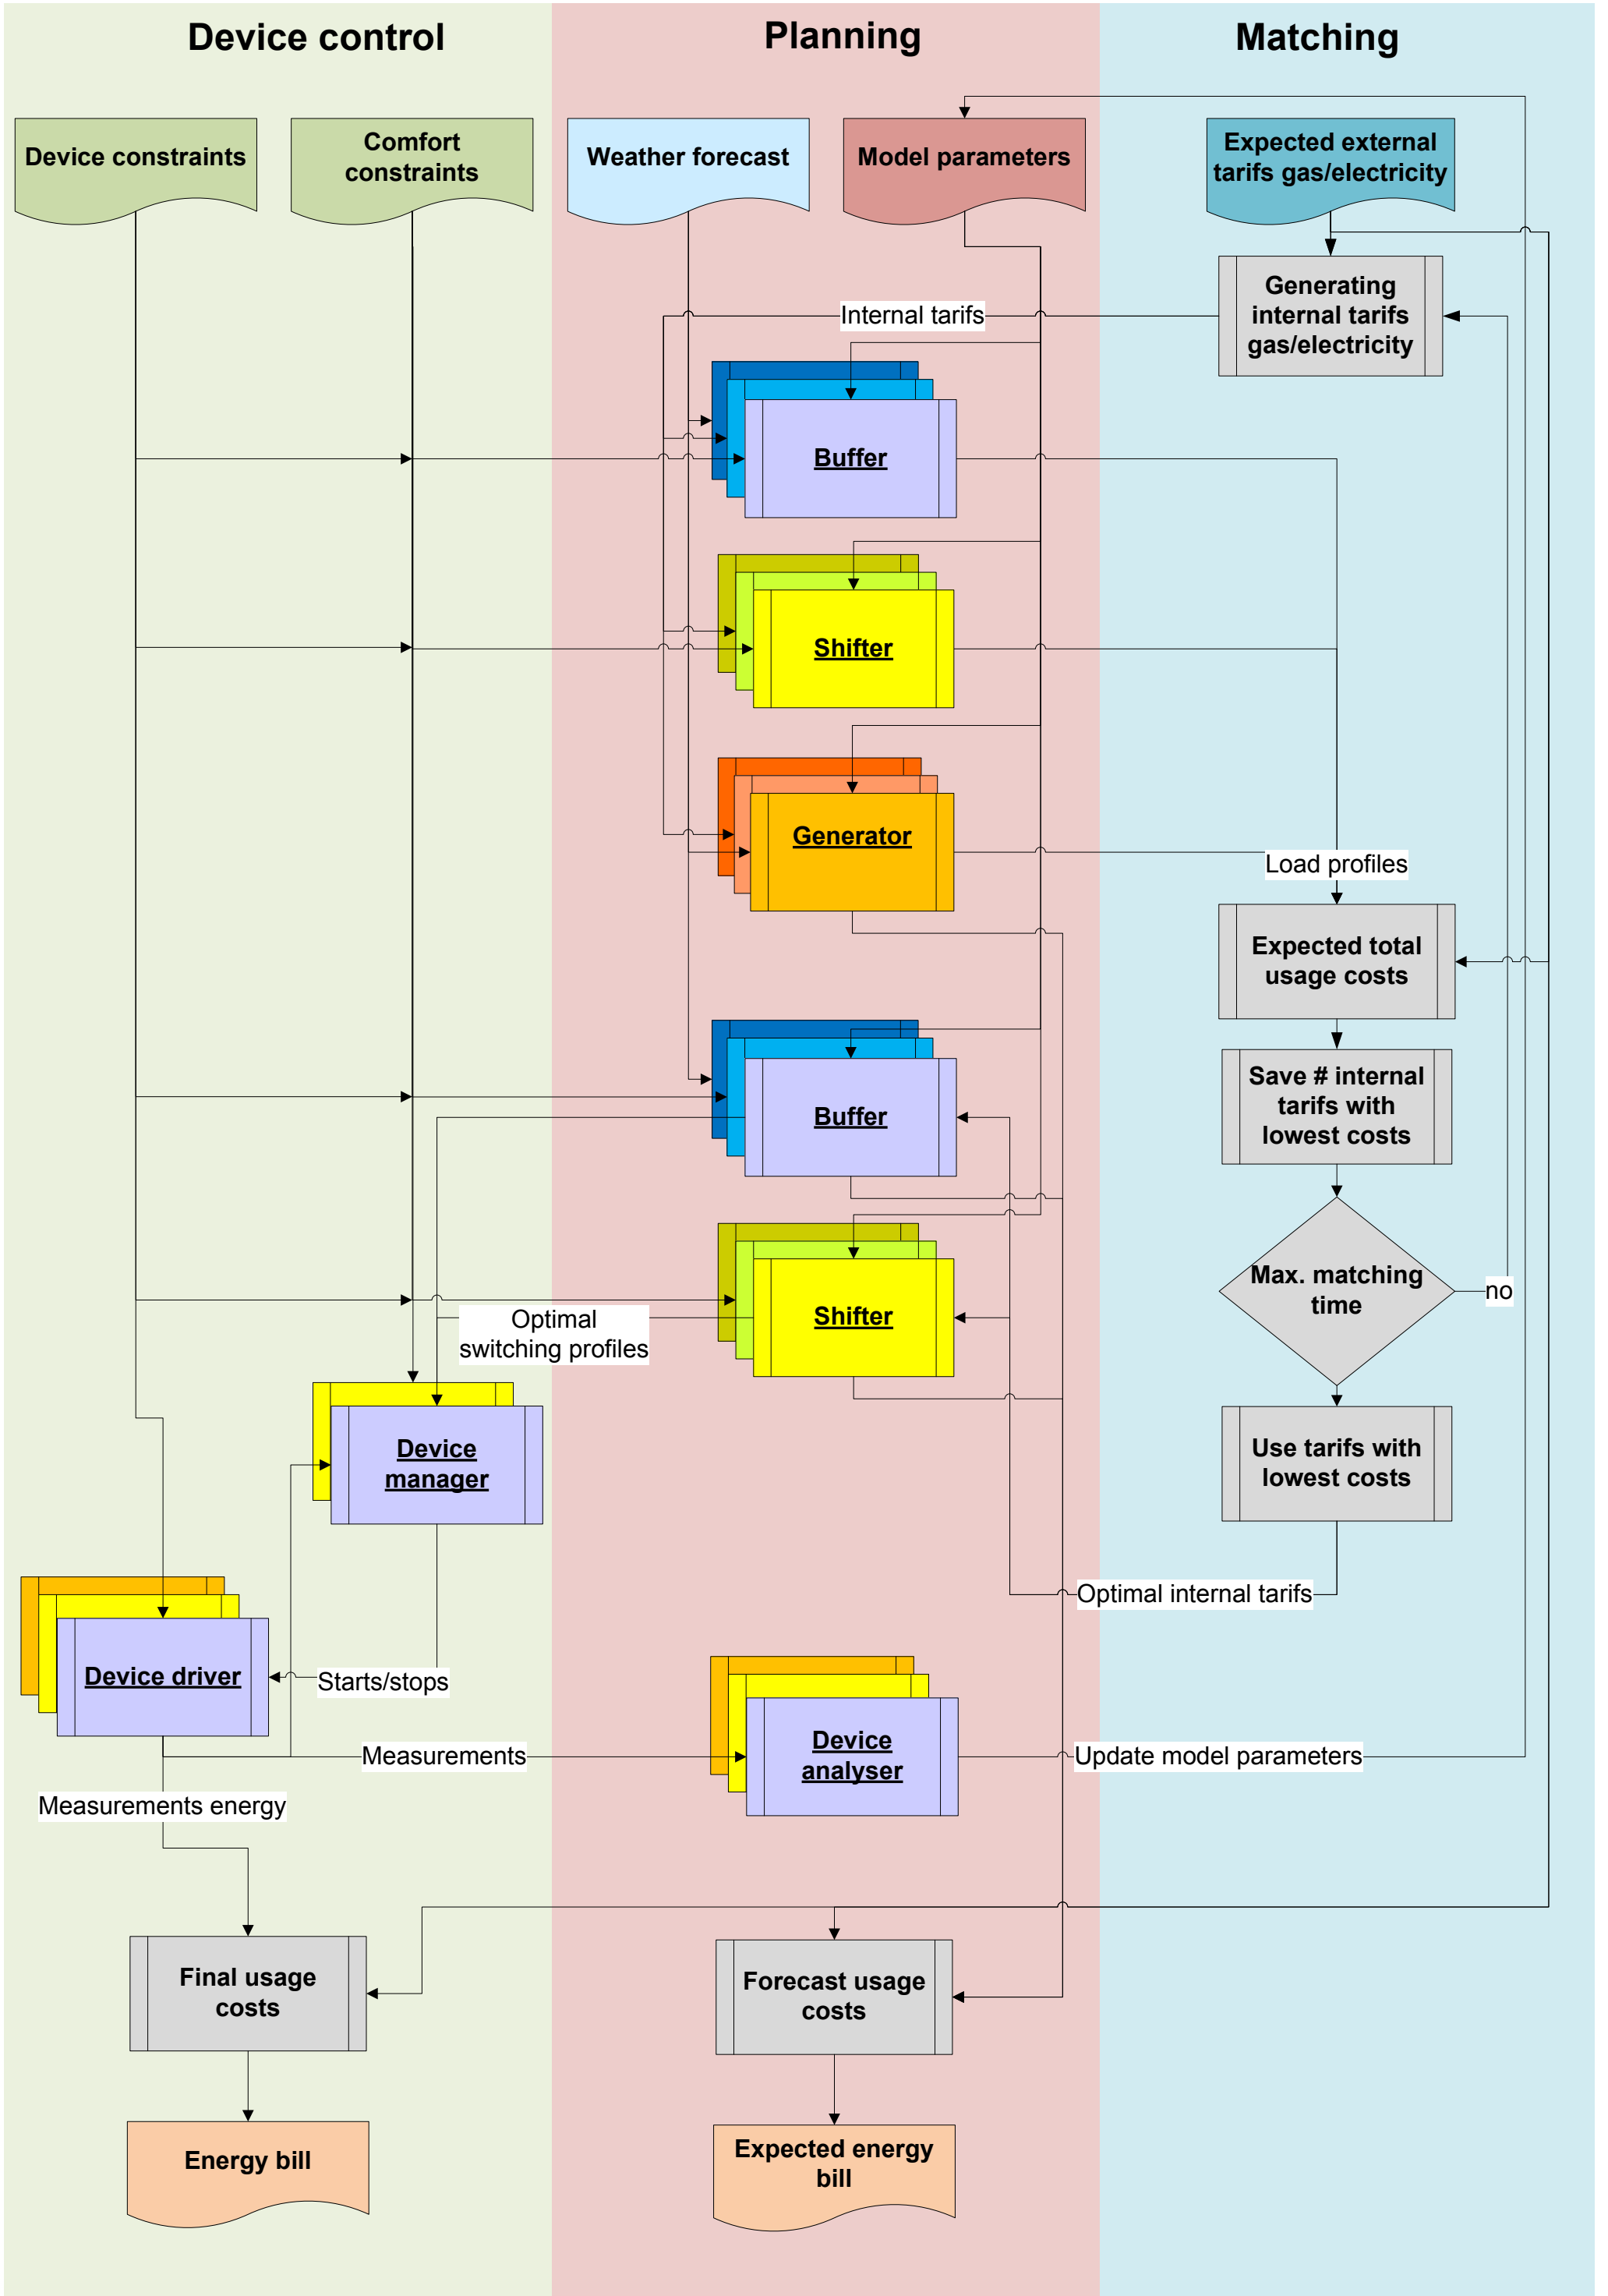 Device control
Planning
Matching
Device constraints
Comfort
constraints
Weather forecast
Model parameters
Expected external
tarifs gas/electricity
Generating
internal tarifs
gas/electricity
Internal tarifs
Buffer
Shifter
Generator
Load profiles
Expected total
usage costs
Buffer
Save # internal
tarifs with
lowest costs
Shifter
Max. matching
time
no
Optimal
switching profiles
Device
manager
Use tarifs with
lowest costs
Optimal internal tarifs
Device driver
Starts/stops
Device
analyser
Measurements
Update model parameters
Measurements energy
Final usage
costs
Forecast usage
costs
Energy bill
Expected energy
bill